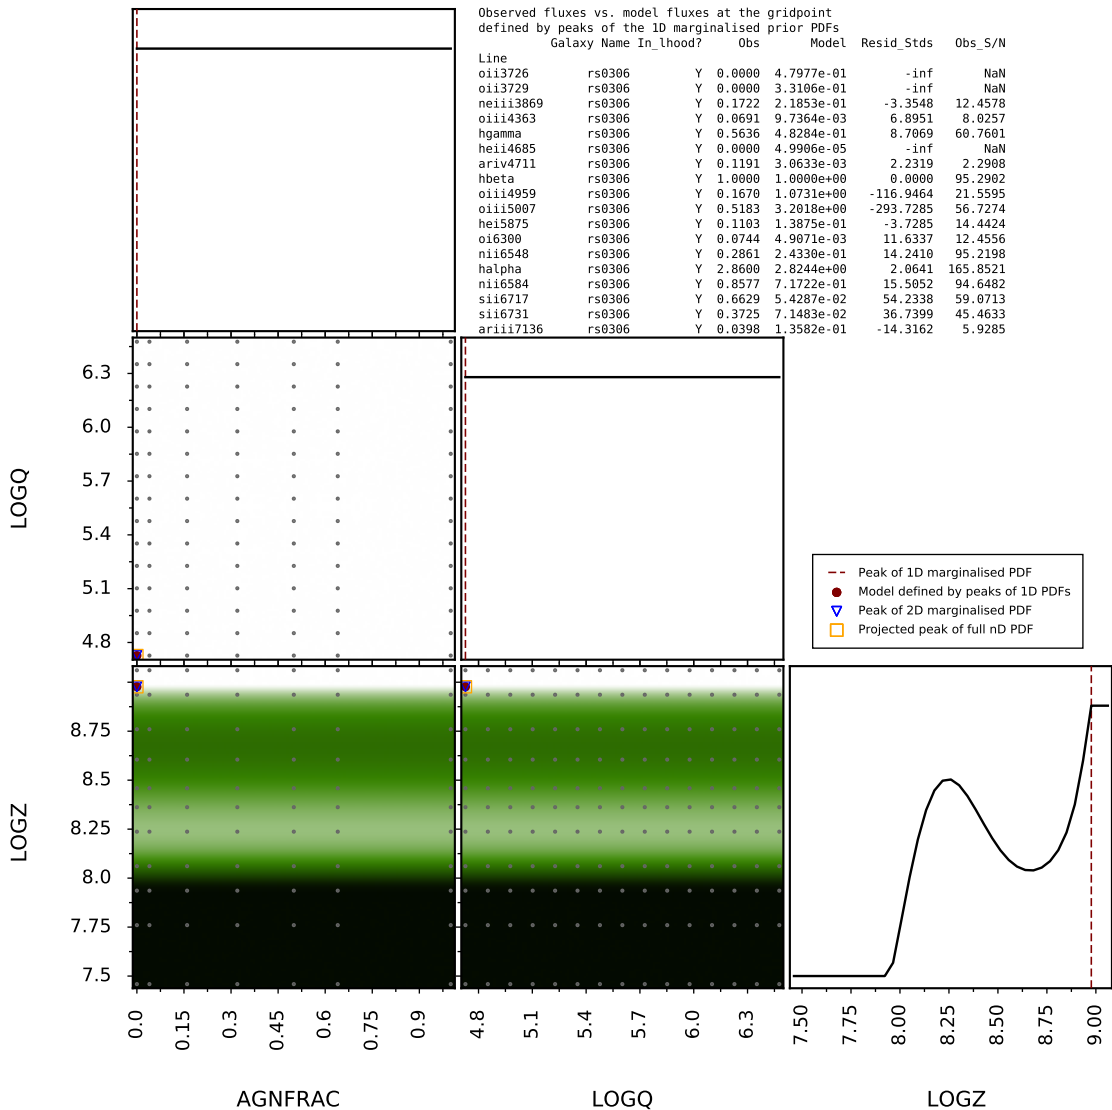 Observed fluxes vs. model fluxes at the gridpoint
defined by peaks of the 1D marginalised prior PDFs
Galaxy Name In_lhood? Obs Model Resid_Stds Obs_S/N
Line
oii3726 rs0306 Y 0.0000 4.7977e-01 -inf NaN
oii3729 rs0306 Y 0.0000 3.3106e-01 -inf NaN
neiii3869 rs0306 Y 0.1722 2.1853e-01 -3.3548 12.4578
oiii4363 rs0306 Y 0.0691 9.7364e-03 6.8951 8.0257
hgamma rs0306 Y 0.5636 4.8284e-01 8.7069 60.7601
heii4685 rs0306 Y 0.0000 4.9906e-05 -inf NaN
ariv4711 rs0306 Y 0.1191 3.0633e-03 2.2319 2.2908
hbeta rs0306 Y 1.0000 1.0000e+00 0.0000 95.2902
oiii4959 rs0306 Y 0.1670 1.0731e+00 -116.9464 21.5595
oiii5007 rs0306 Y 0.5183 3.2018e+00 -293.7285 56.7274
hei5875 rs0306 Y 0.1103 1.3875e-01 -3.7285 14.4424
oi6300 rs0306 Y 0.0744 4.9071e-03 11.6337 12.4556
nii6548 rs0306 Y 0.2861 2.4330e-01 14.2410 95.2198
halpha rs0306 Y 2.8600 2.8244e+00 2.0641 165.8521
nii6584 rs0306 Y 0.8577 7.1722e-01 15.5052 94.6482
sii6717 rs0306 Y 0.6629 5.4287e-02 54.2338 59.0713
sii6731 rs0306 Y 0.3725 7.1483e-02 36.7399 45.4633
ariii7136 rs0306 Y 0.0398 1.3582e-01 -14.3162 5.9285
6.3
6.0
5.7
5.4
5.1
4.8
LOGQ
Peak of 1D marginalised PDF
Model defined by peaks of 1D PDFs
Peak of 2D marginalised PDF
Projected peak of full nD PDF
8.75
8.5
8.25
8.0
7.75
7.5
LOGZ
0.0 0.15 0.3 0.45 0.6 0.75 0.9
4.8 5.1 5.4 5.7 6.0 6.3
7.50 7.75 8.00 8.25 8.50 8.75 9.00
AGNFRAC LOGQ LOGZ